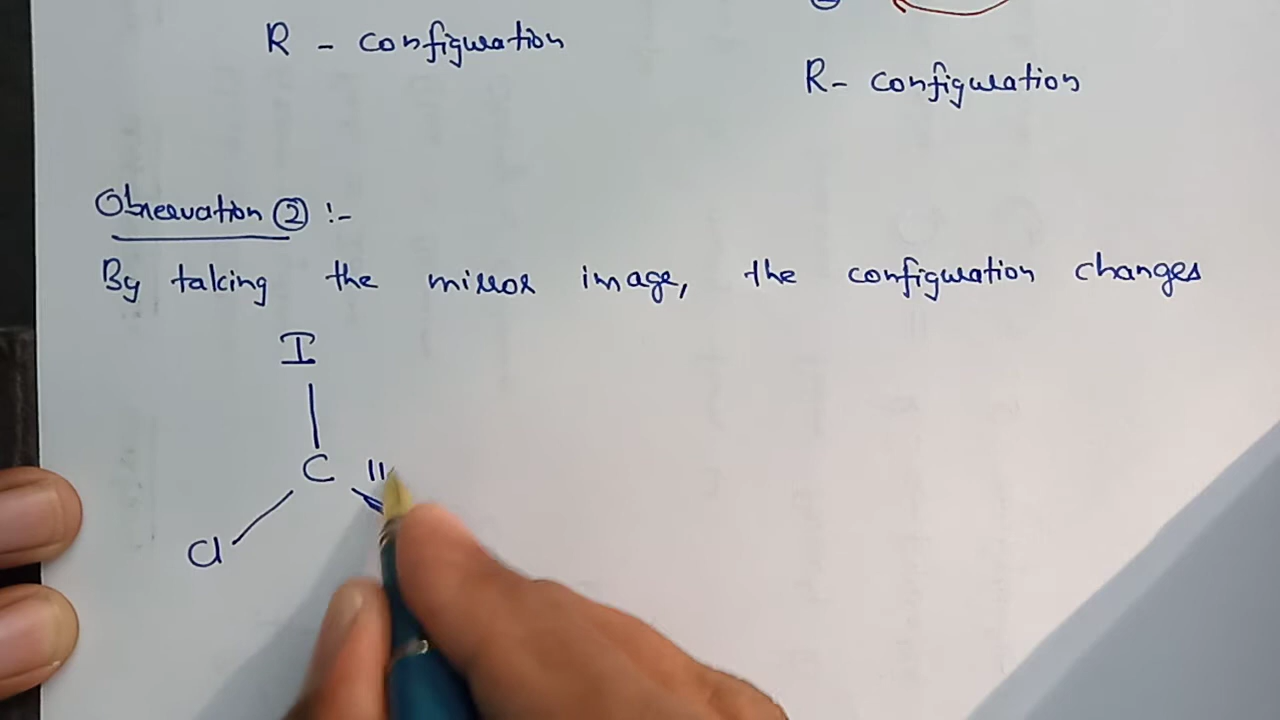 R - configuration
R- configuration
Observation ② :-
By taking the mirror image, the configuration changes
I
C
Cl